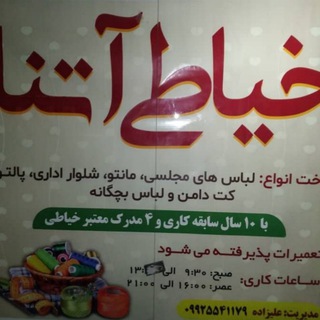 خیاطی آتنا
خت انواع: لباس های مجلسی، مانتو، شلوار اداری، پالتو
کت دامن و لباس بچگانه
با ۱۰ سال سابقه کاری و ۴ مدرک معتبر خیاطی
تعمیرات پذیرفته می شود
ساعات کاری: صبح: ۹:۳۰ الی ۱۳:
عصر: ۱۶:۰۰ الی ۲۱:۰۰
مدیریت: علیزاده ۰۹۹۲۵۵۴۱۱۷۹